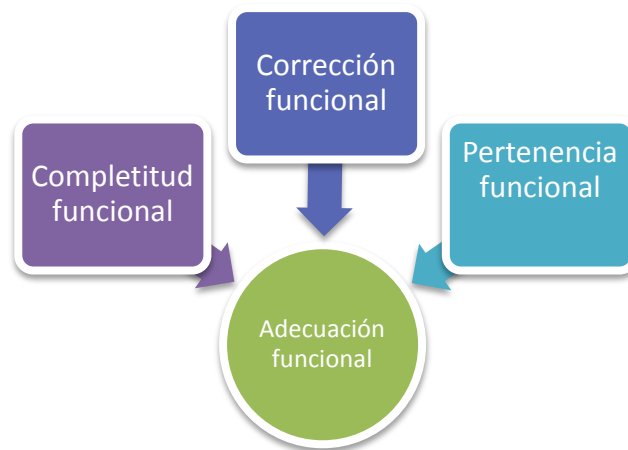 Corrección
funcional
Completitud
funcional
Pertenencia
funcional
Adecuación
funcional